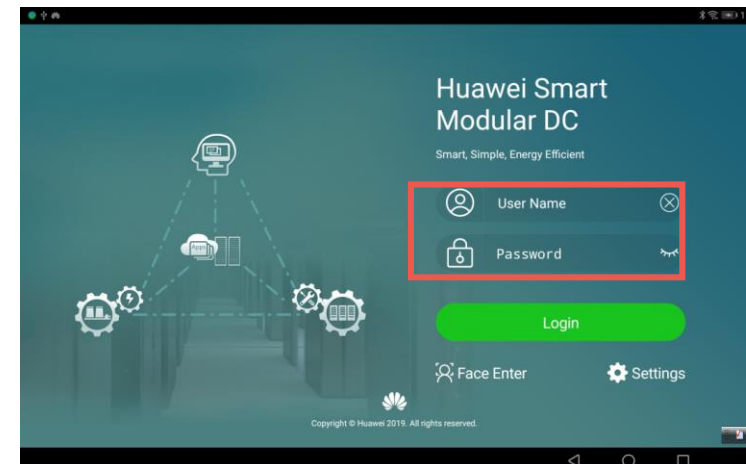 Huawei Smart
Modular DC
Smart, Simple, Energy Efficient
User Name
Password
Apps
Login
Face Enter
Settings
Copyright © Huawei 2019. All rights reserved.